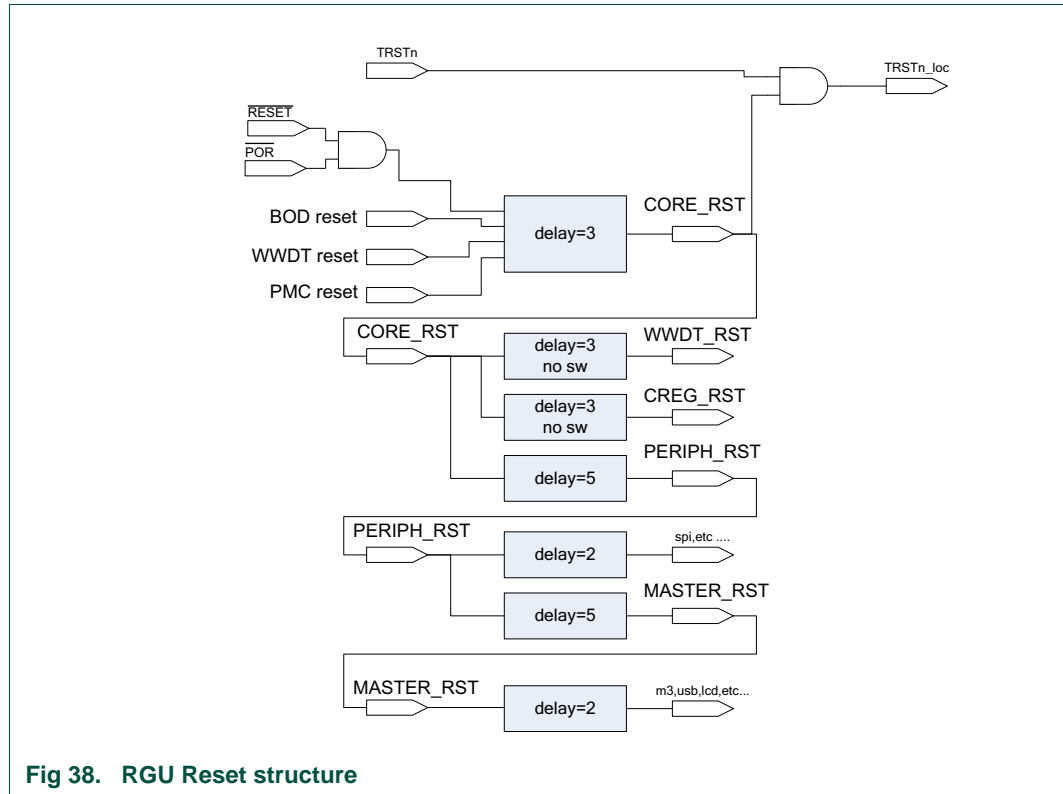 TRSTn
TRSTn_loc
RESET
POR
CORE_RST
BOD reset
delay=3
WWDT reset
PMC reset
CORE_RST
delay=3
no sw
WWDT_RST
delay=3
no sw
CREG_RST
delay=5
PERIPH_RST
PERIPH_RST
delay=2
spi,etc ....
delay=5
MASTER_RST
MASTER_RST
delay=2
m3,usb,lcd,etc...
Fig 38. RGU Reset structure